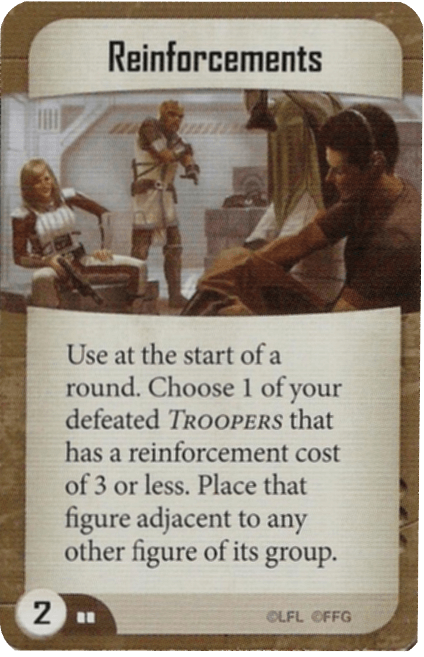 Reinforcements
Use at the start of a
round. Choose 1 of your
defeated TROOPERS that
has a reinforcement cost
of 3 or less. Place that
figure adjacent to any
other figure of its group.
2
©LFL ©FFG